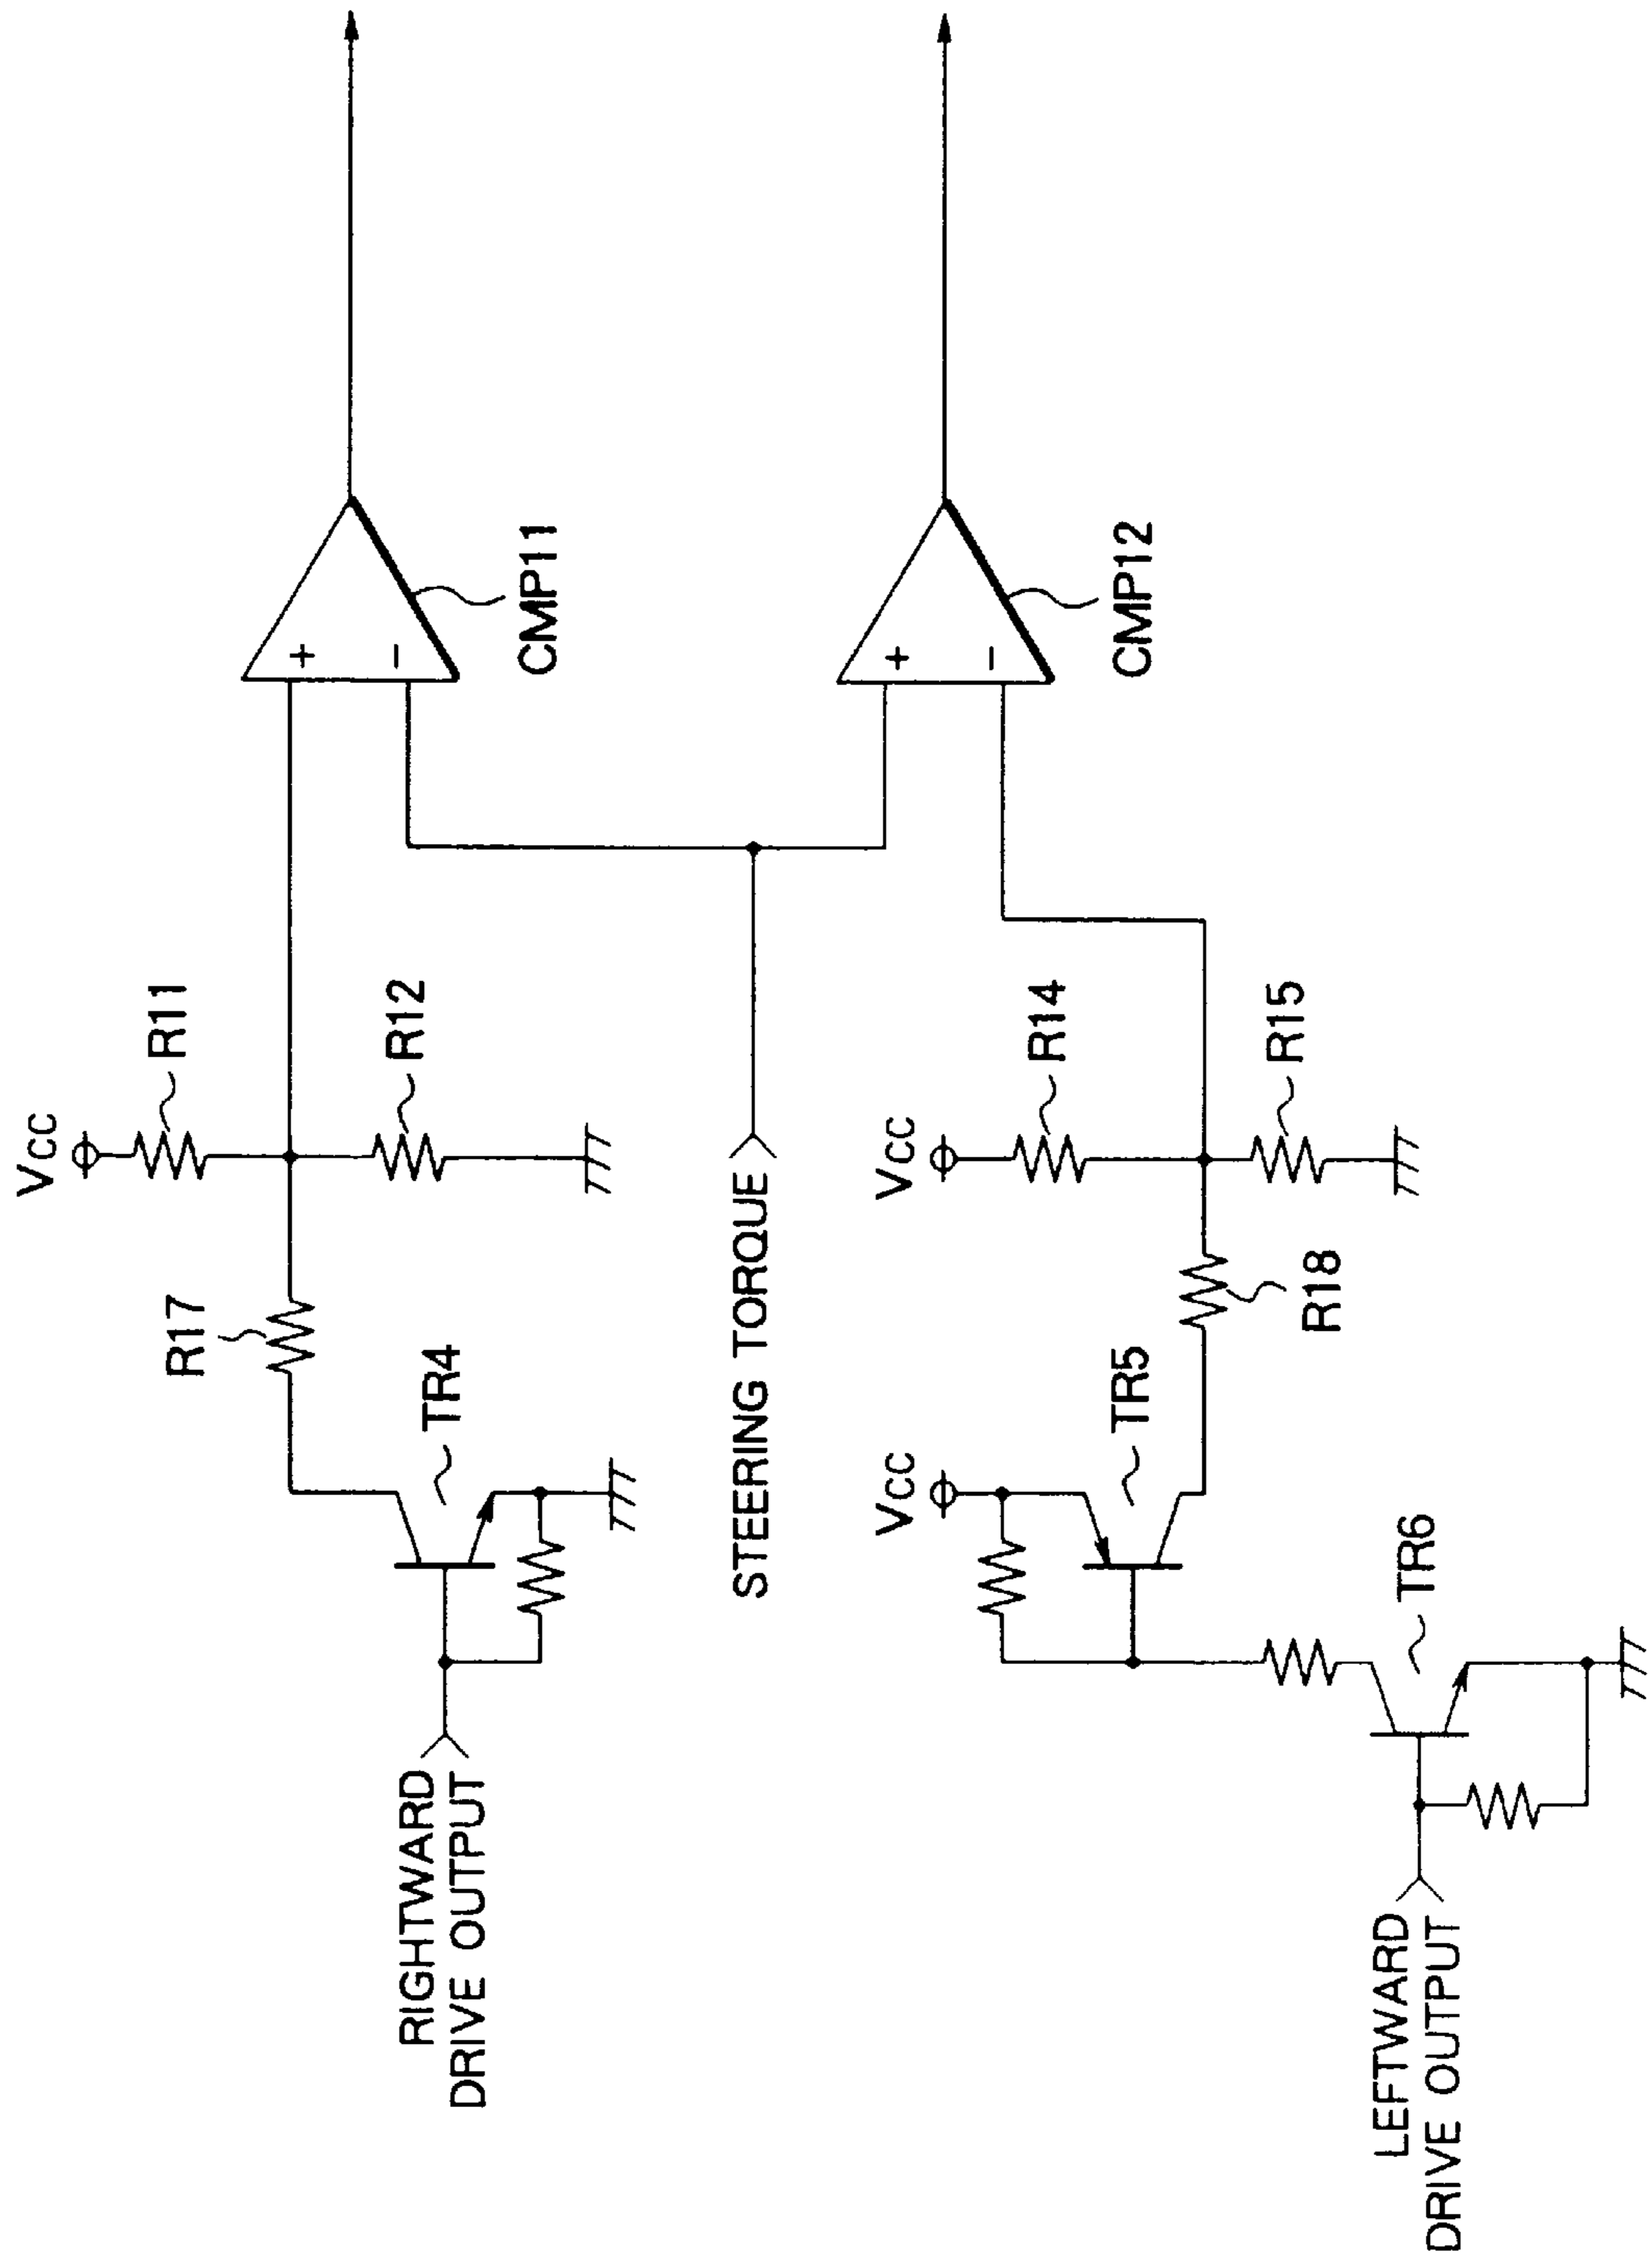 VCC
R11
R12
R17
TR4
RIGHTWARD
DRIVE OUTPUT
+
−
CMP11
STEERING TORQUE
+
−
CMP12
VCC
R14
R15
R18
VCC
TR5
TR6
LEFTWARD
DRIVE OUTPUT